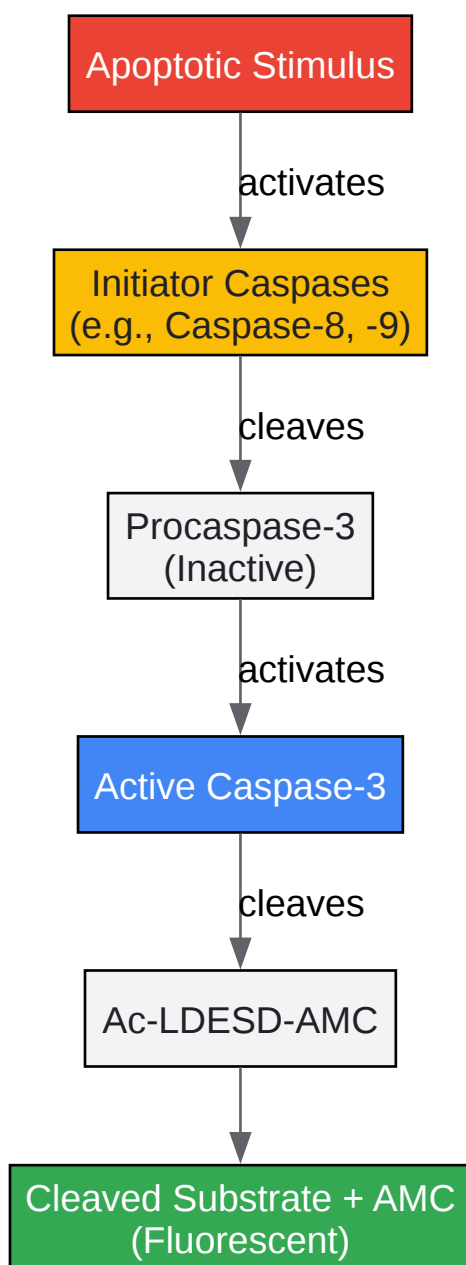 Apoptotic Stimulus
activates
Initiator Caspases
(e.g., Caspase-8, -9)
cleaves
Procaspase-3
(Inactive)
activates
Active Caspase-3
cleaves
Ac-LDESD-AMC
Cleaved Substrate + AMC
(Fluorescent)